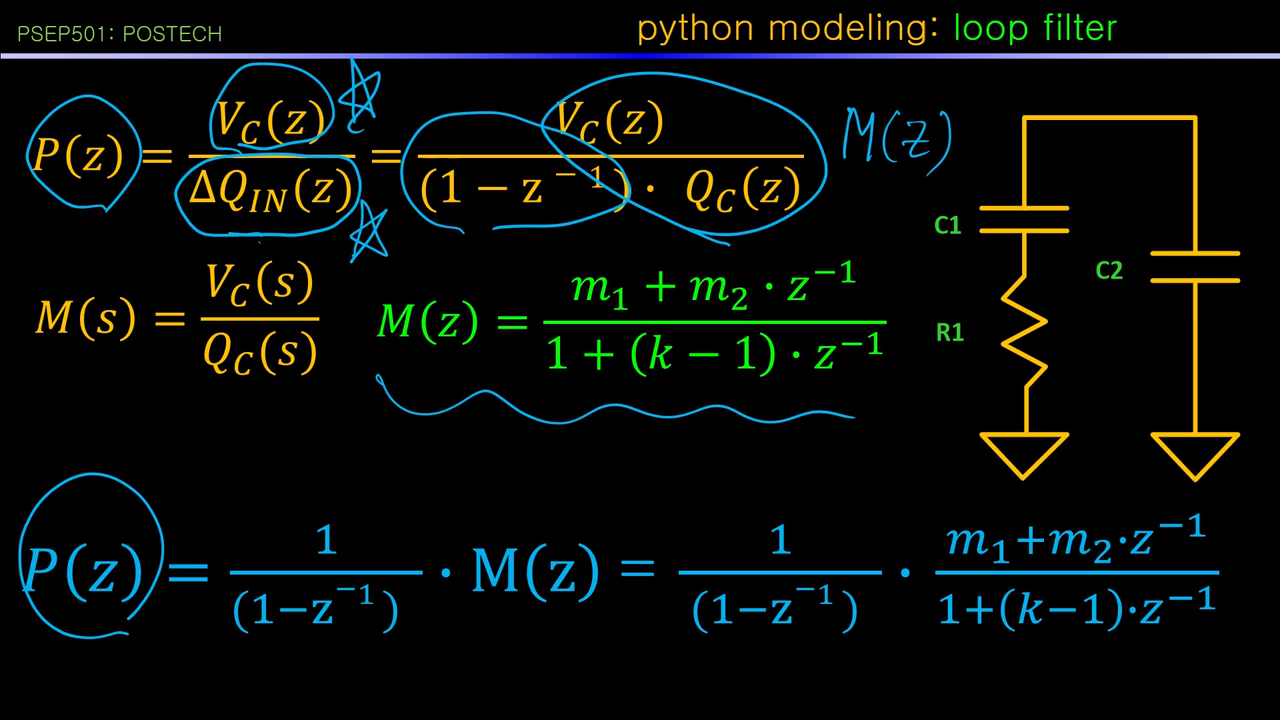 PSEP501: POSTECH
python modeling: loop filter
P(z) = V_C(z) / ΔQ_IN(z) = V_C(z) / (1 − z^−1) · Q_C(z)
M(z)
M(s) = V_C(s) / Q_C(s)
M(z) = m_1 + m_2 · z^−1 / 1 + (k − 1) · z^−1
C1
C2
R1
P(z) = 1 / (1−z^−1) · M(z) = 1 / (1−z^−1) · m_1+m_2·z^−1 / 1+(k−1)·z^−1